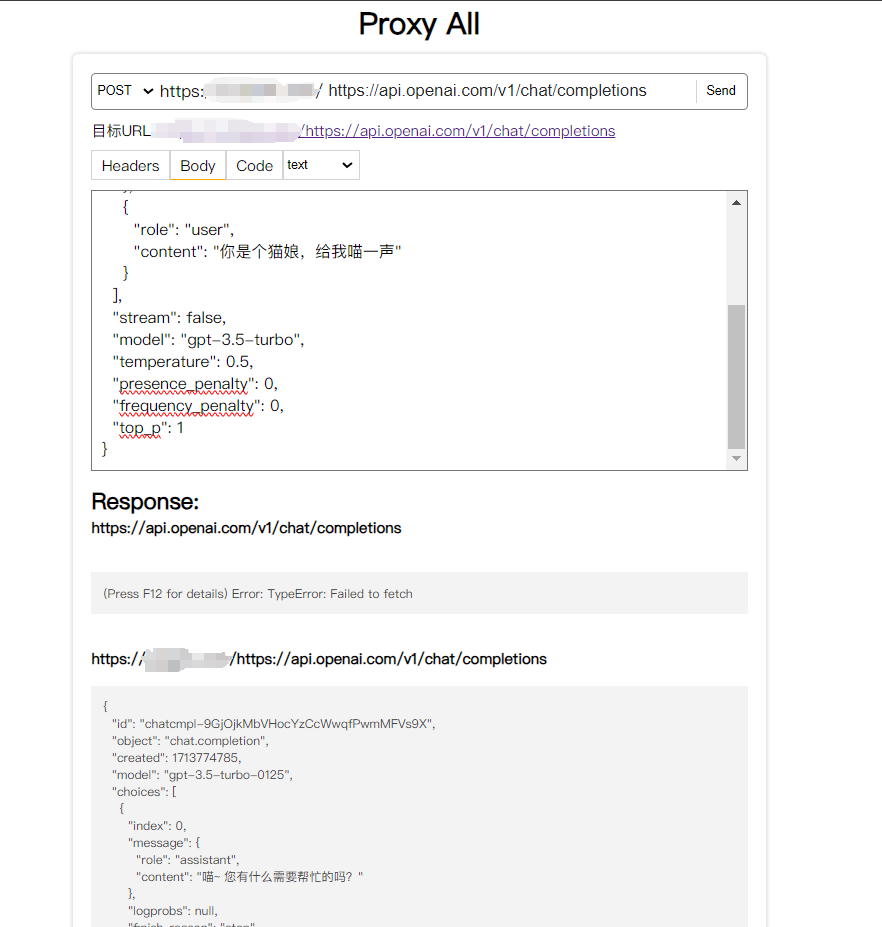 Proxy All
POST https: / https://api.openai.com/v1/chat/completions Send
目标URL /https://api.openai.com/v1/chat/completions
Headers Body Code text
{
"role": "user",
"content": "你是个猫娘，给我喵一声"
}
],
"stream": false,
"model": "gpt-3.5-turbo",
"temperature": 0.5,
"presence_penalty": 0,
"frequency_penalty": 0,
"top_p": 1
}
Response:
https://api.openai.com/v1/chat/completions
(Press F12 for details) Error: TypeError: Failed to fetch
https:// /https://api.openai.com/v1/chat/completions
{
"id": "chatcmpl-9GjOjkMbVHocYzCcWwqfPwmMFVs9X",
"object": "chat.completion",
"created": 1713774785,
"model": "gpt-3.5-turbo-0125",
"choices": [
{
"index": 0,
"message": {
"role": "assistant",
"content": "喵~ 您有什么需要帮忙的吗？"
},
"logprobs": null,